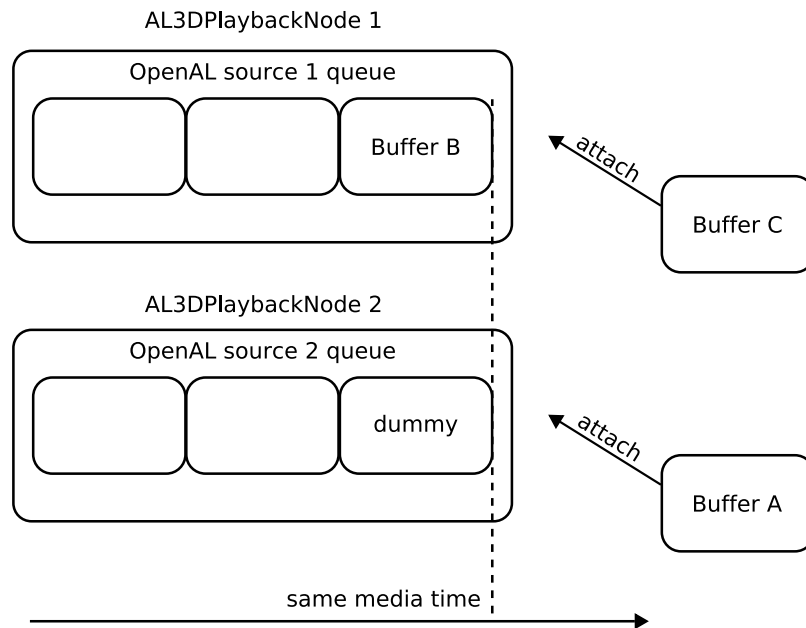 AL3DPlaybackNode 1
OpenAL source 1 queue
Buffer B
attach
Buffer C
AL3DPlaybackNode 2
OpenAL source 2 queue
dummy
attach
Buffer A
same media time